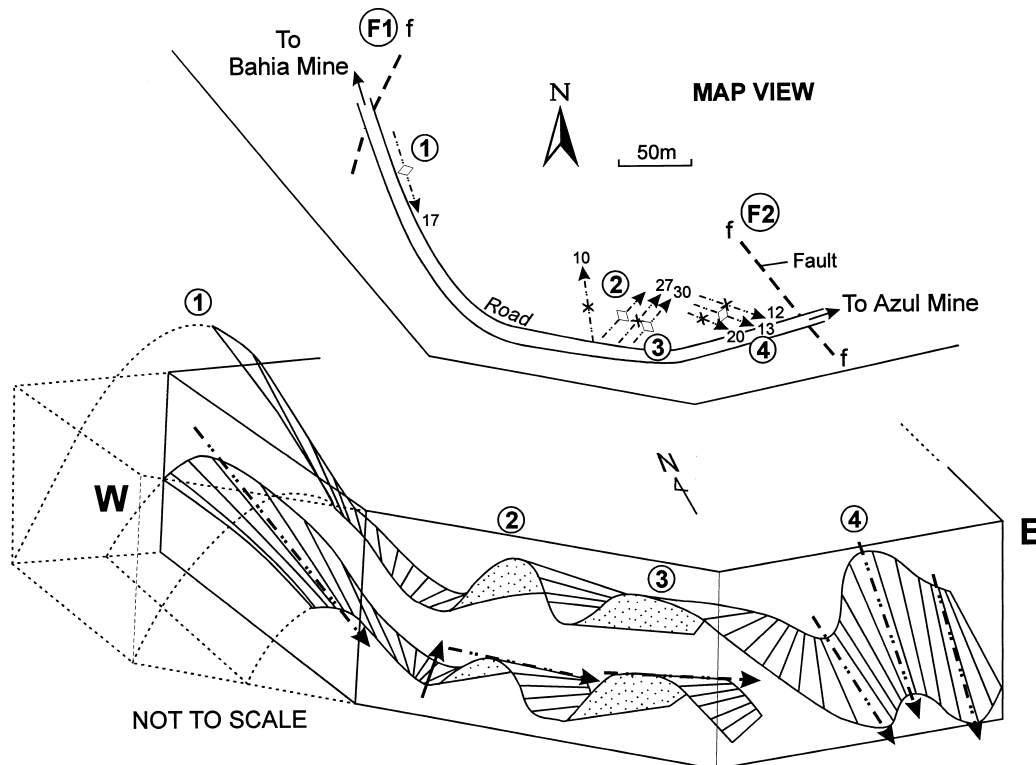 F1 f
To
Bahia Mine
N
MAP VIEW
1
50m
17
F2
f
10
2
27
30
Fault
To Azul Mine
12
Road
3
20
13
4
f
1
N
W
2
4
E
3
NOT TO SCALE